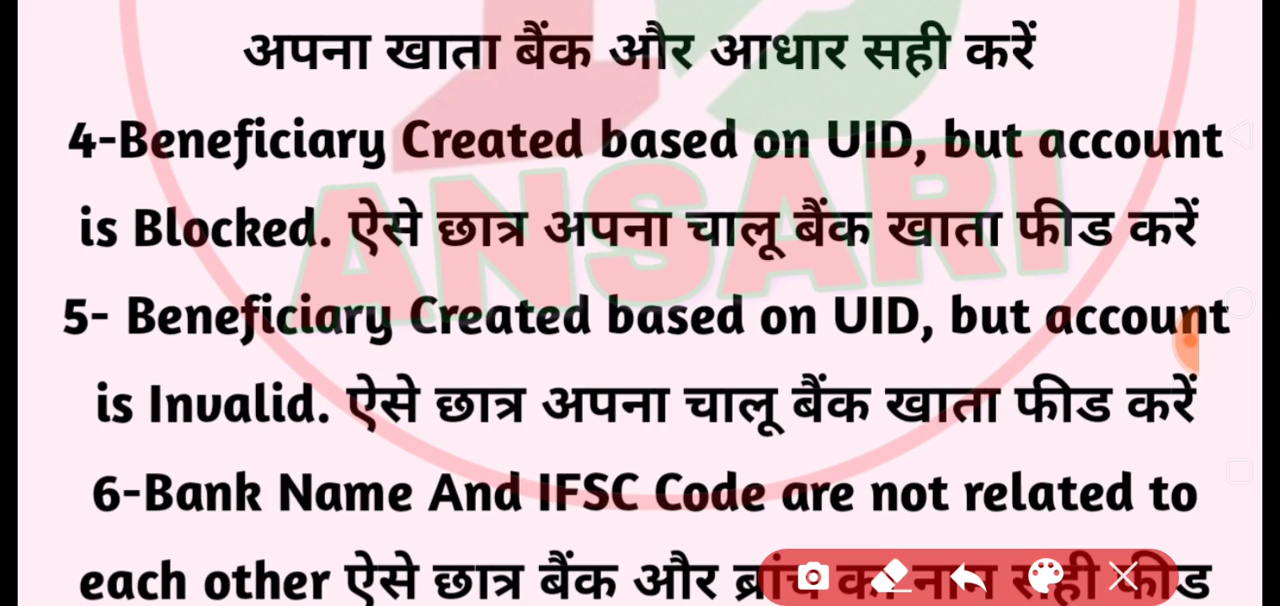 अपना खाता बैंक और आधार सही करें
4-Beneficiary Created based on UID, but account
is Blocked. ऐसे छात्र अपना चालू बैंक खाता फीड करें
5- Beneficiary Created based on UID, but account
is Invalid. ऐसे छात्र अपना चालू बैंक खाता फीड करें
6-Bank Name And IFSC Code are not related to
each other ऐसे छात्र बैंक और ब्रांच का नाम सही फीड
ANSARI